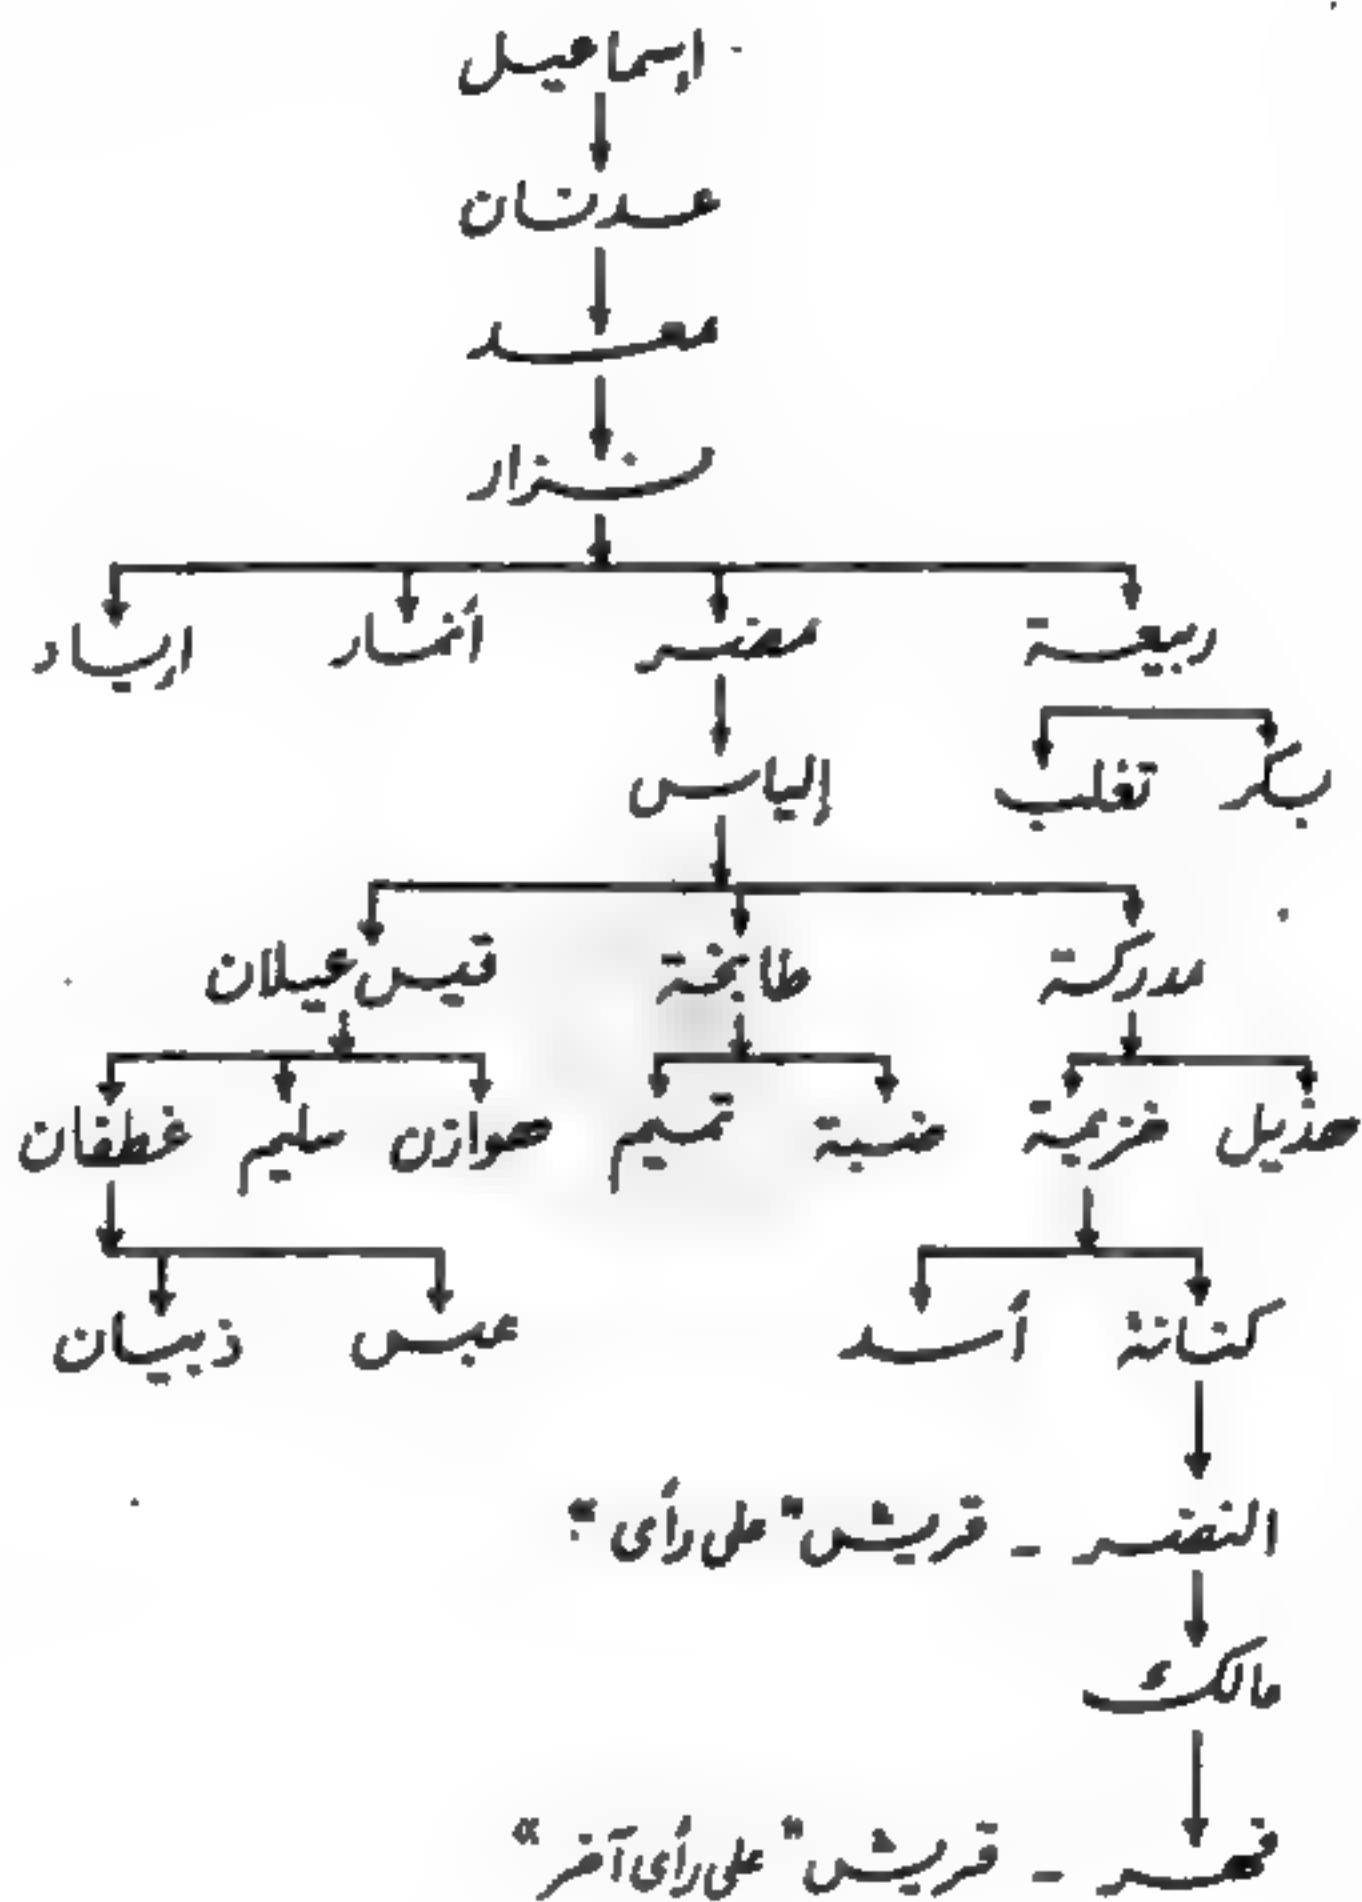 إسماعيل
عدنان
معد
نزار
ربيعة مضر أنمار اياد
بكر تغلب إلياس
مدركة طابخة قيس عيلان
هذيل خزيمة ضبة تميم هوازن سليم غطفان
كنانة أسد عبس ذبيان
النضر - قريش "على رأى"
مالك
فهر - قريش "على رأى آخر"